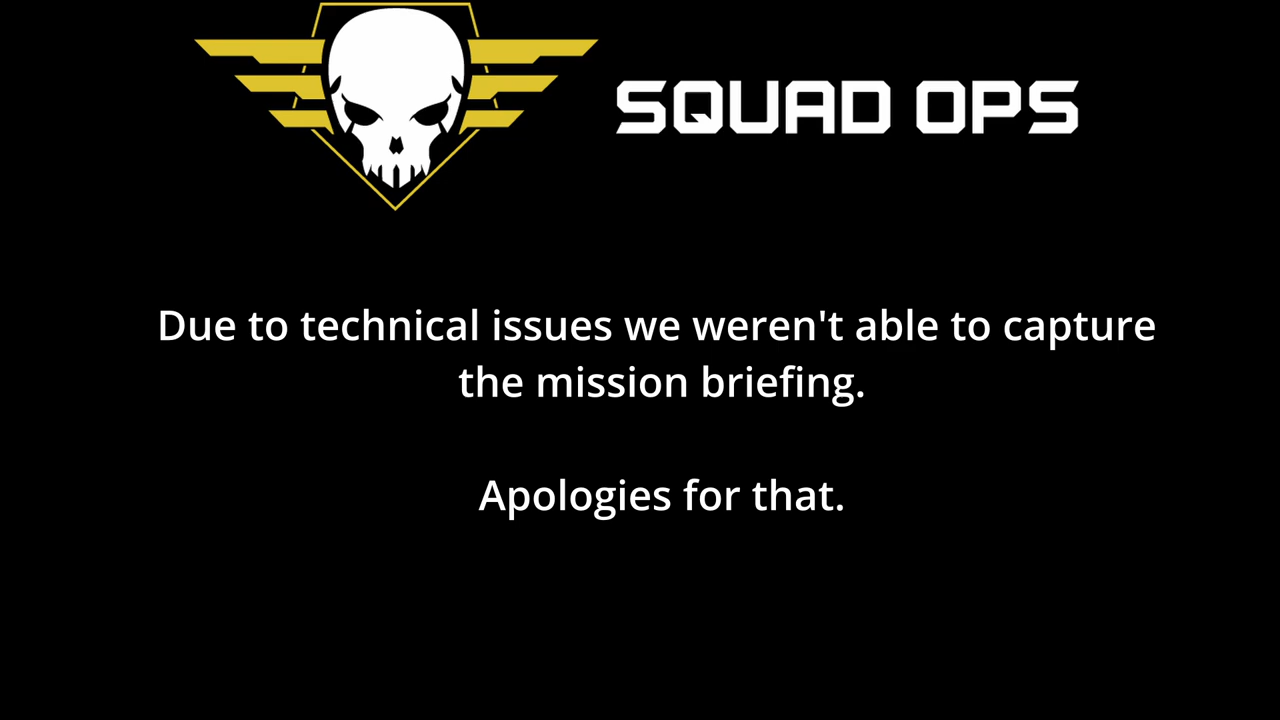 SQUAD OPS
Due to technical issues we weren't able to capture
the mission briefing.
Apologies for that.